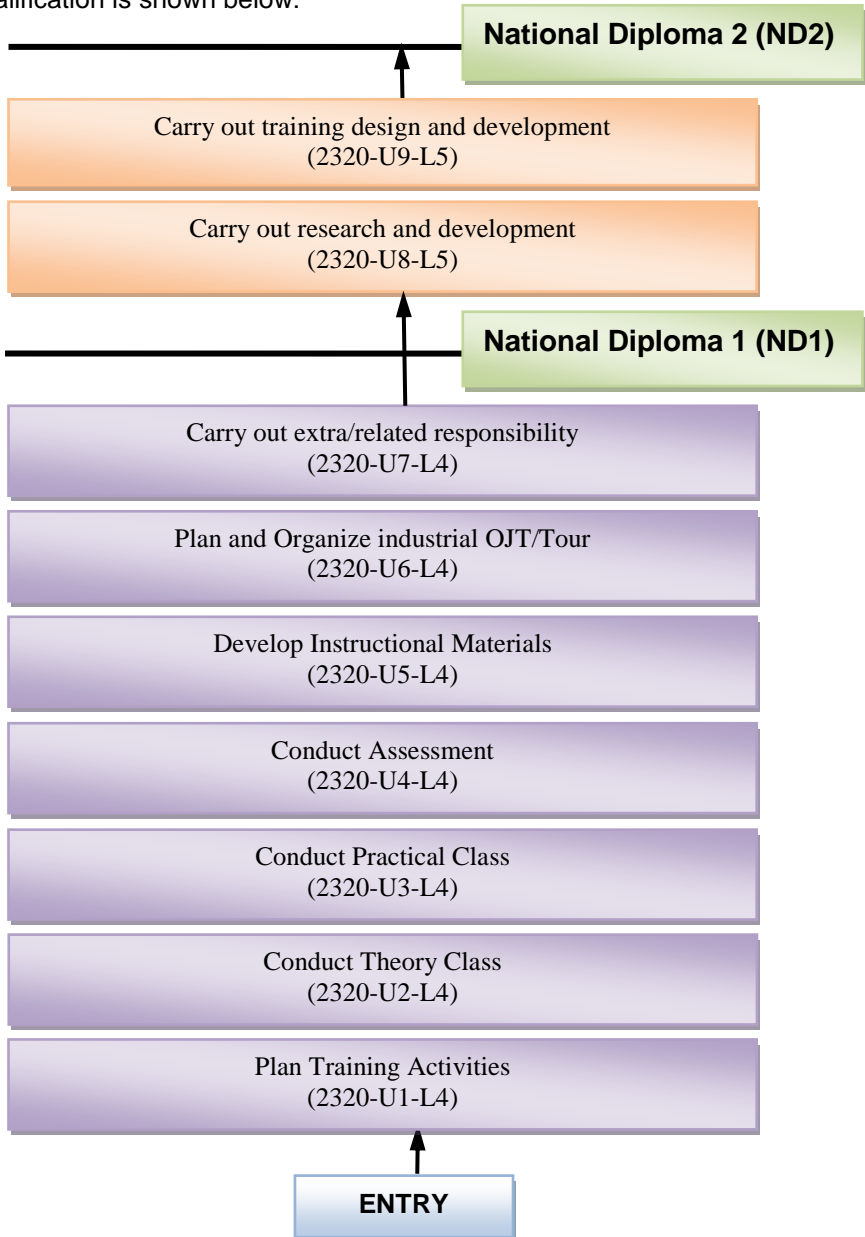 alification is shown below.
National Diploma 2 (ND2)
Carry out training design and development
(2320-U9-L5)
Carry out research and development
(2320-U8-L5)
National Diploma 1 (ND1)
Carry out extra/related responsibility
(2320-U7-L4)
Plan and Organize industrial OJT/Tour
(2320-U6-L4)
Develop Instructional Materials
(2320-U5-L4)
Conduct Assessment
(2320-U4-L4)
Conduct Practical Class
(2320-U3-L4)
Conduct Theory Class
(2320-U2-L4)
Plan Training Activities
(2320-U1-L4)
ENTRY